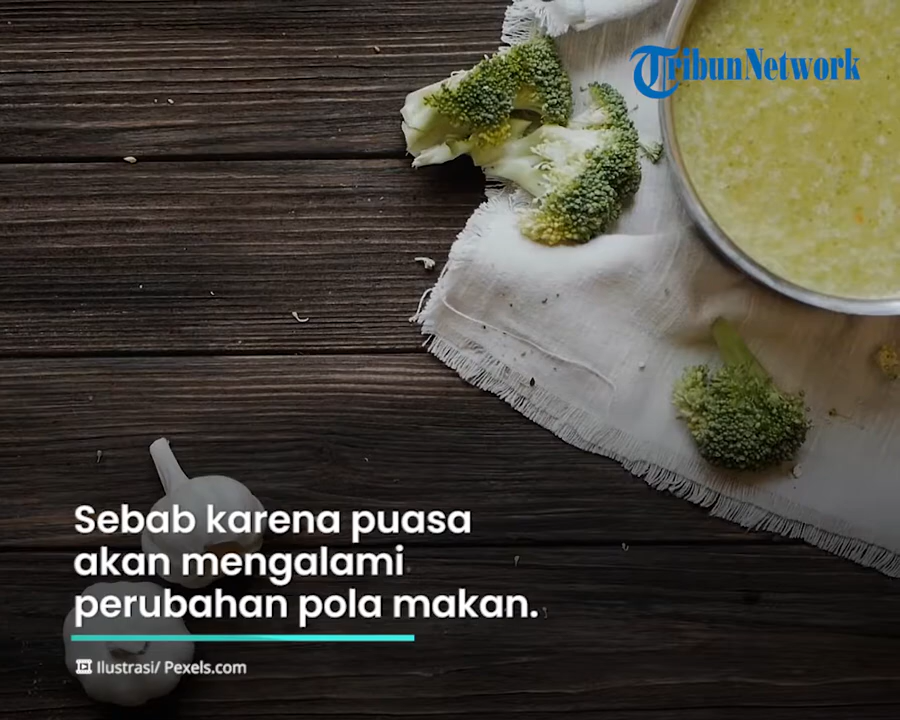 TribunNetwork
Sebab karena puasa
akan mengalami
perubahan pola makan.
Ilustrasi/ Pexels.com